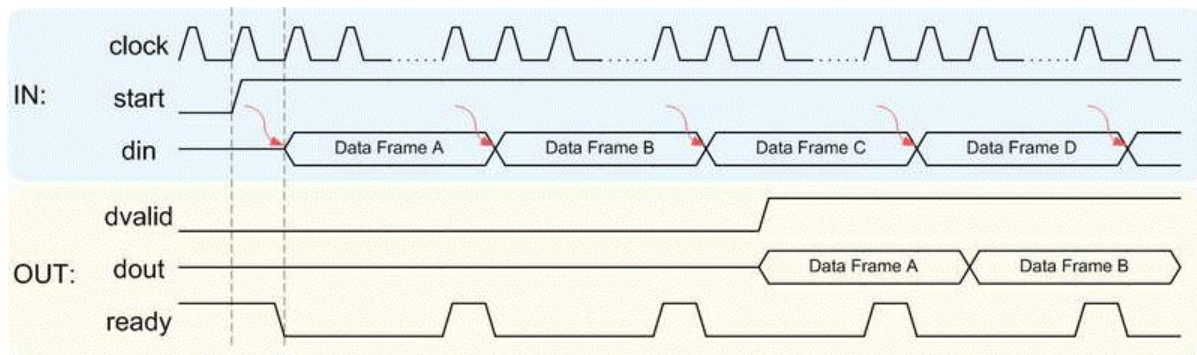 clock
IN:
start
din
Data Frame A
Data Frame B
Data Frame C
Data Frame D
dvalid
OUT:
dout
Data Frame A
Data Frame B
ready